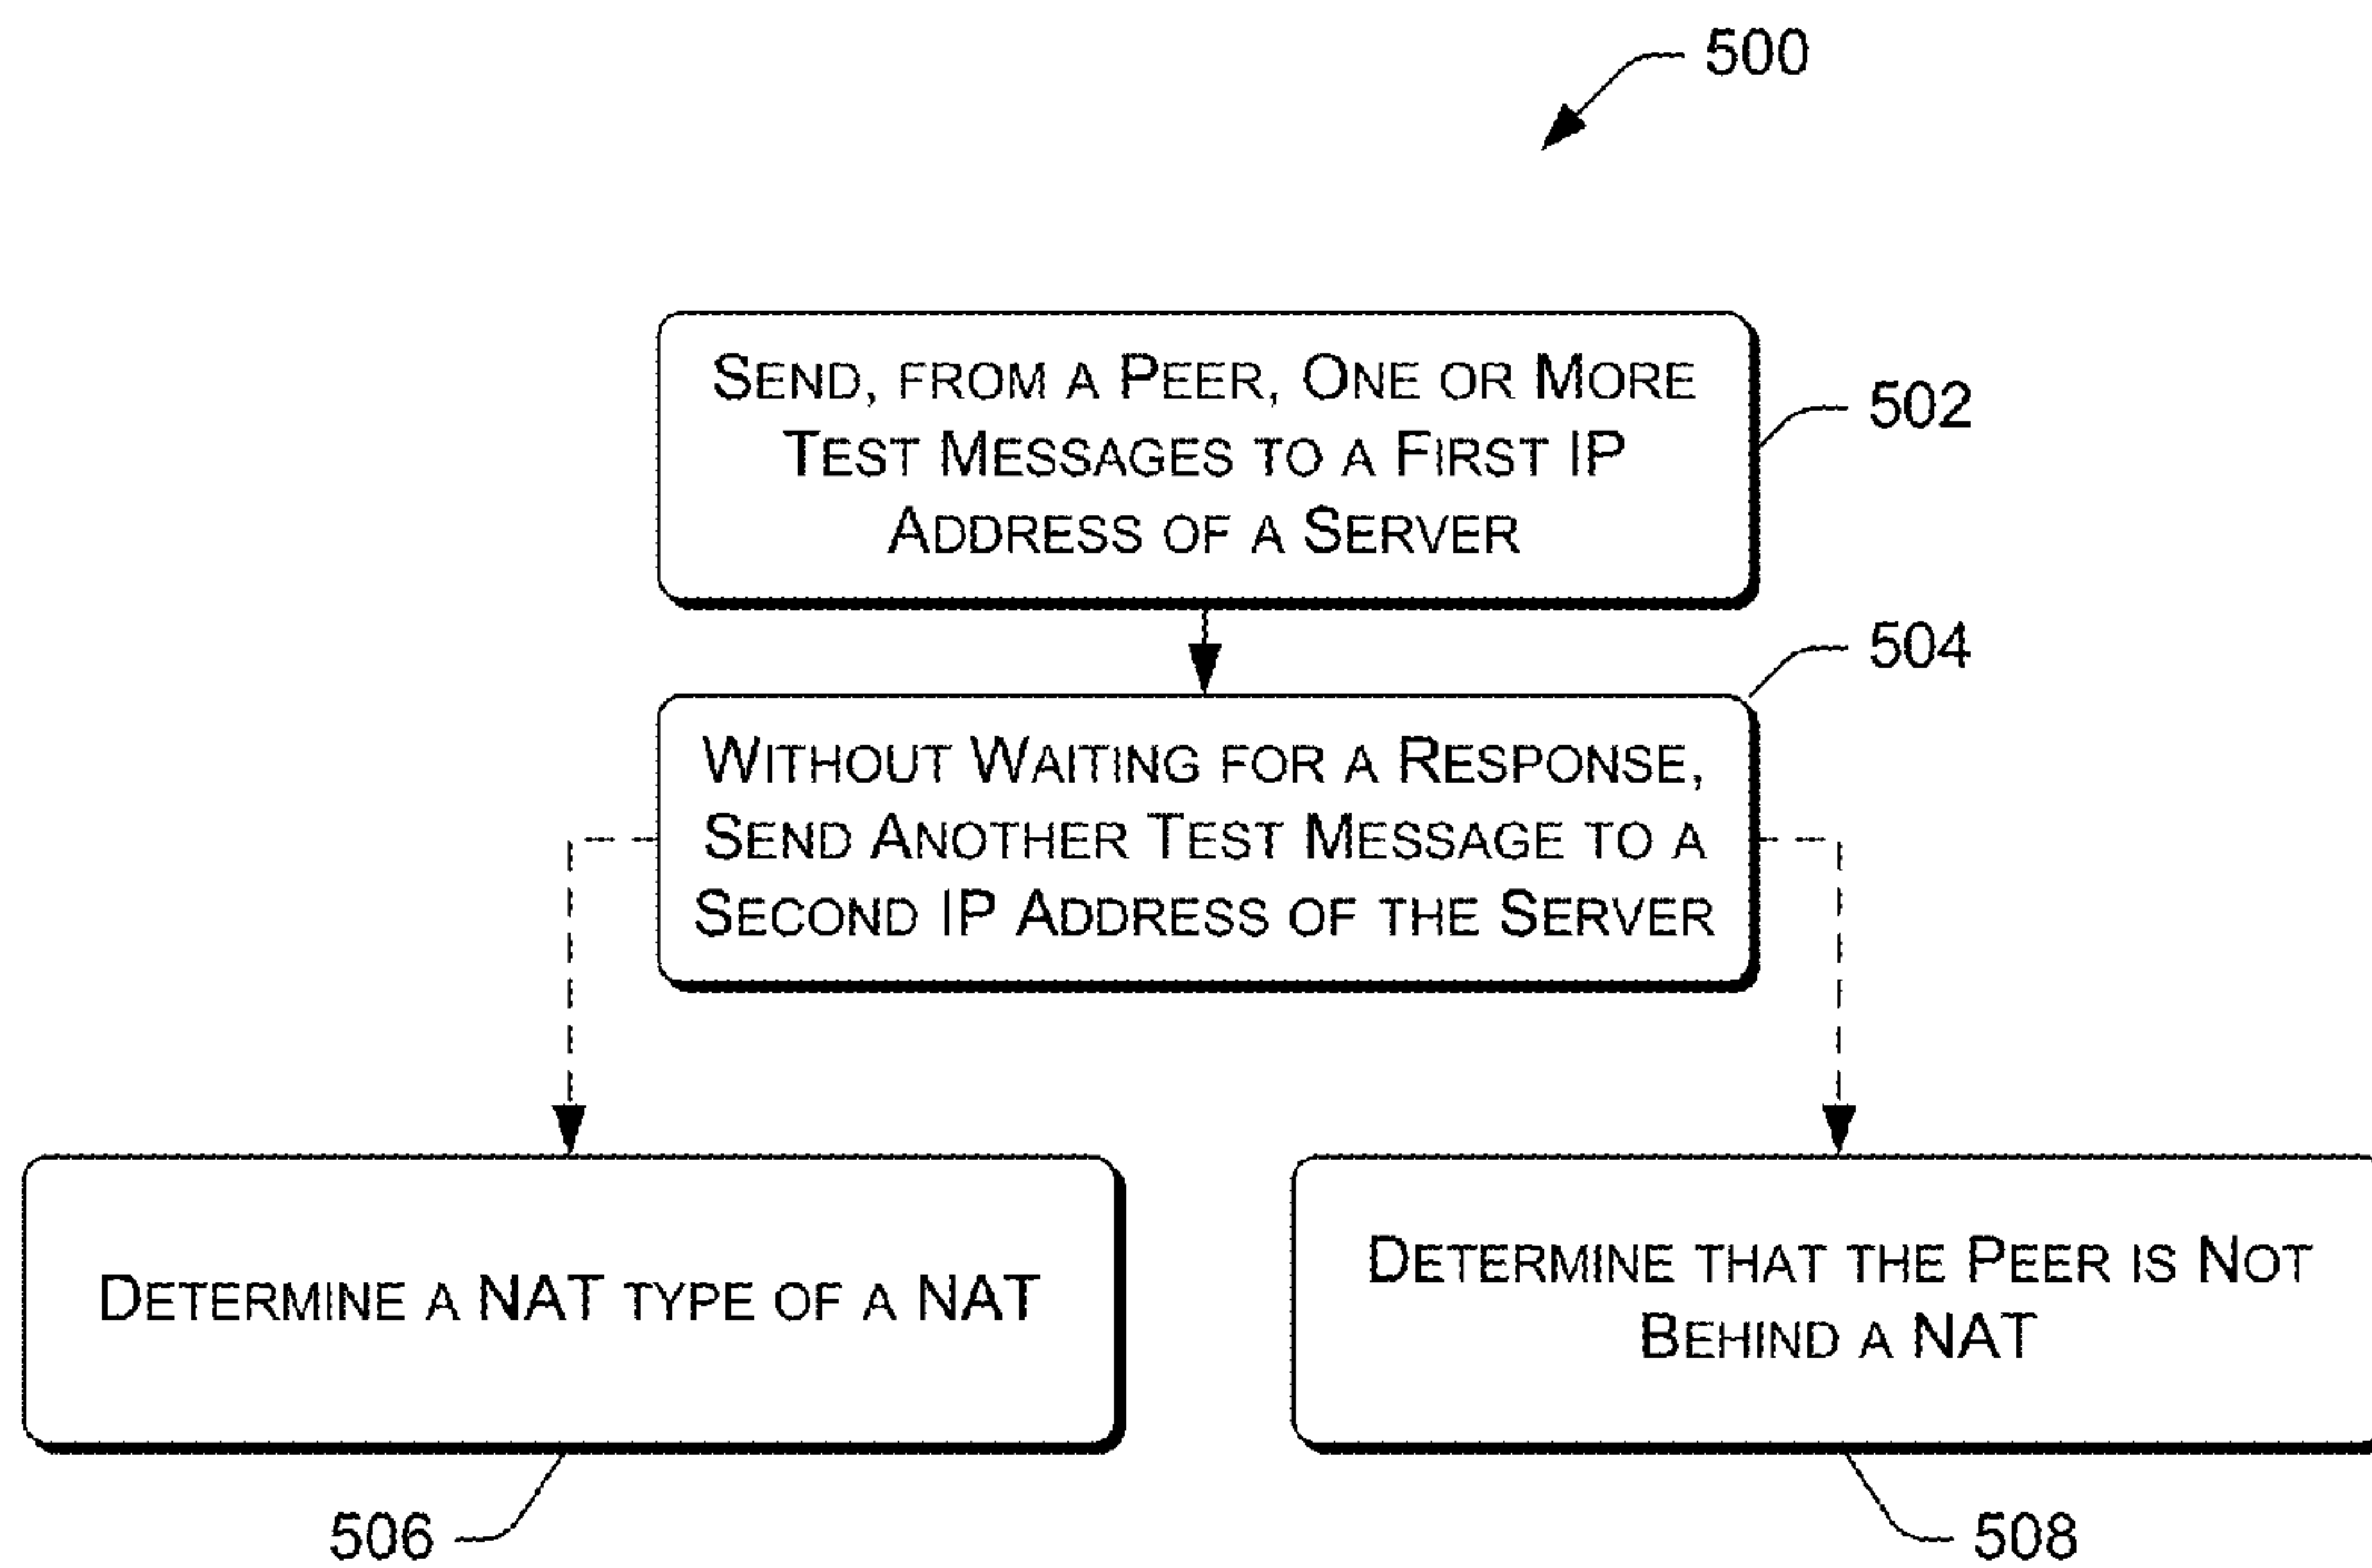 500
SEND, FROM A PEER, ONE OR MORE
TEST MESSAGES TO A FIRST IP
ADDRESS OF A SERVER
502
504
WITHOUT WAITING FOR A RESPONSE,
SEND ANOTHER TEST MESSAGE TO A
SECOND IP ADDRESS OF THE SERVER
DETERMINE A NAT TYPE OF A NAT
DETERMINE THAT THE PEER IS NOT
BEHIND A NAT
506
508